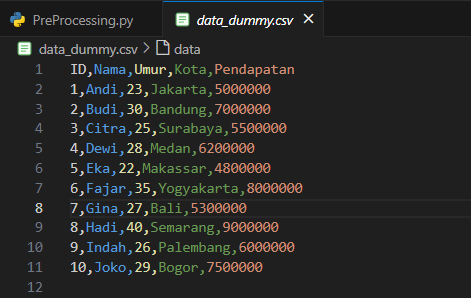 PreProcessing.py data_dummy.csv
data_dummy.csv > data
1 ID,Nama,Umur,Kota,Pendapatan
2 1,Andi,23,Jakarta,5000000
3 2,Budi,30,Bandung,7000000
4 3,Citra,25,Surabaya,5500000
5 4,Dewi,28,Medan,6200000
6 5,Eka,22,Makassar,4800000
7 6,Fajar,35,Yogyakarta,8000000
8 7,Gina,27,Bali,5300000
9 8,Hadi,40,Semarang,9000000
10 9,Indah,26,Palembang,6000000
11 10,Joko,29,Bogor,7500000
12